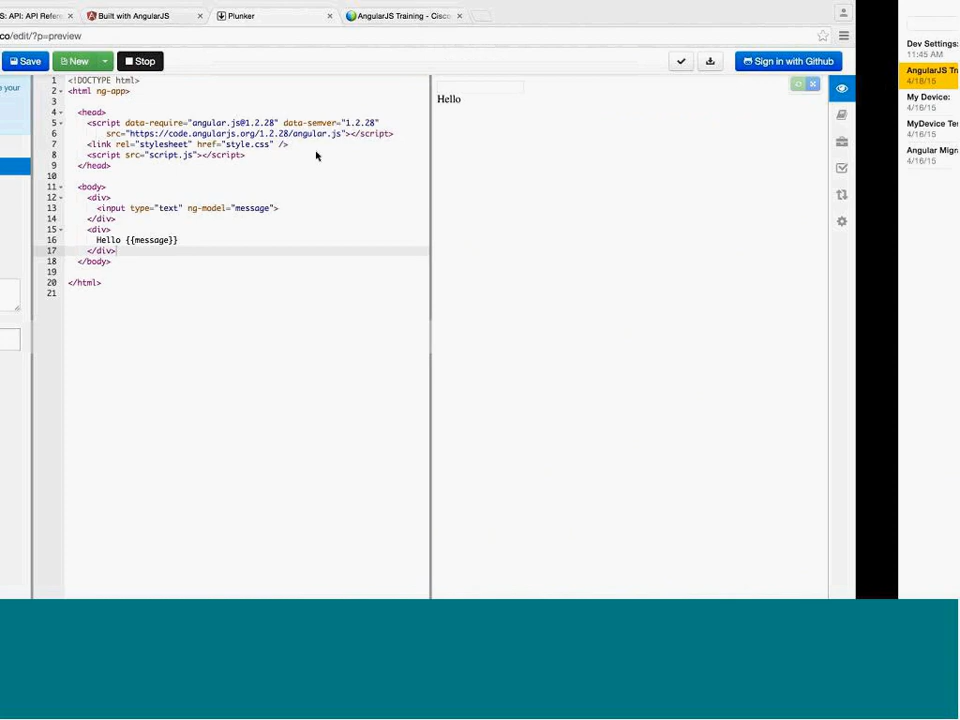 S: API: API Refere
Built with AngularJS
Plunker
AngularJS Training - Cisco
co/edit/?p=preview
Save
New
Stop
Sign in with Github
e your
1 <!DOCTYPE html>
2 <html ng-app>
3
4 <head>
5 <script data-require="angular.js@1.2.28" data-semver="1.2.28"
6 src="https://code.angularjs.org/1.2.28/angular.js"></script>
7 <link rel="stylesheet" href="style.css" />
8 <script src="script.js"></script>
9 </head>
10
11 <body>
12 <div>
13 <input type="text" ng-model="message">
14 </div>
15 <div>
16 Hello {{message}}
17 </div>
18 </body>
19
20 </html>
21
Hello
Dev Settings:
11:45 AM
AngularJS Tr
4/18/15
My Device:
4/16/15
MyDevice Te
4/16/15
Angular Migr
4/16/15